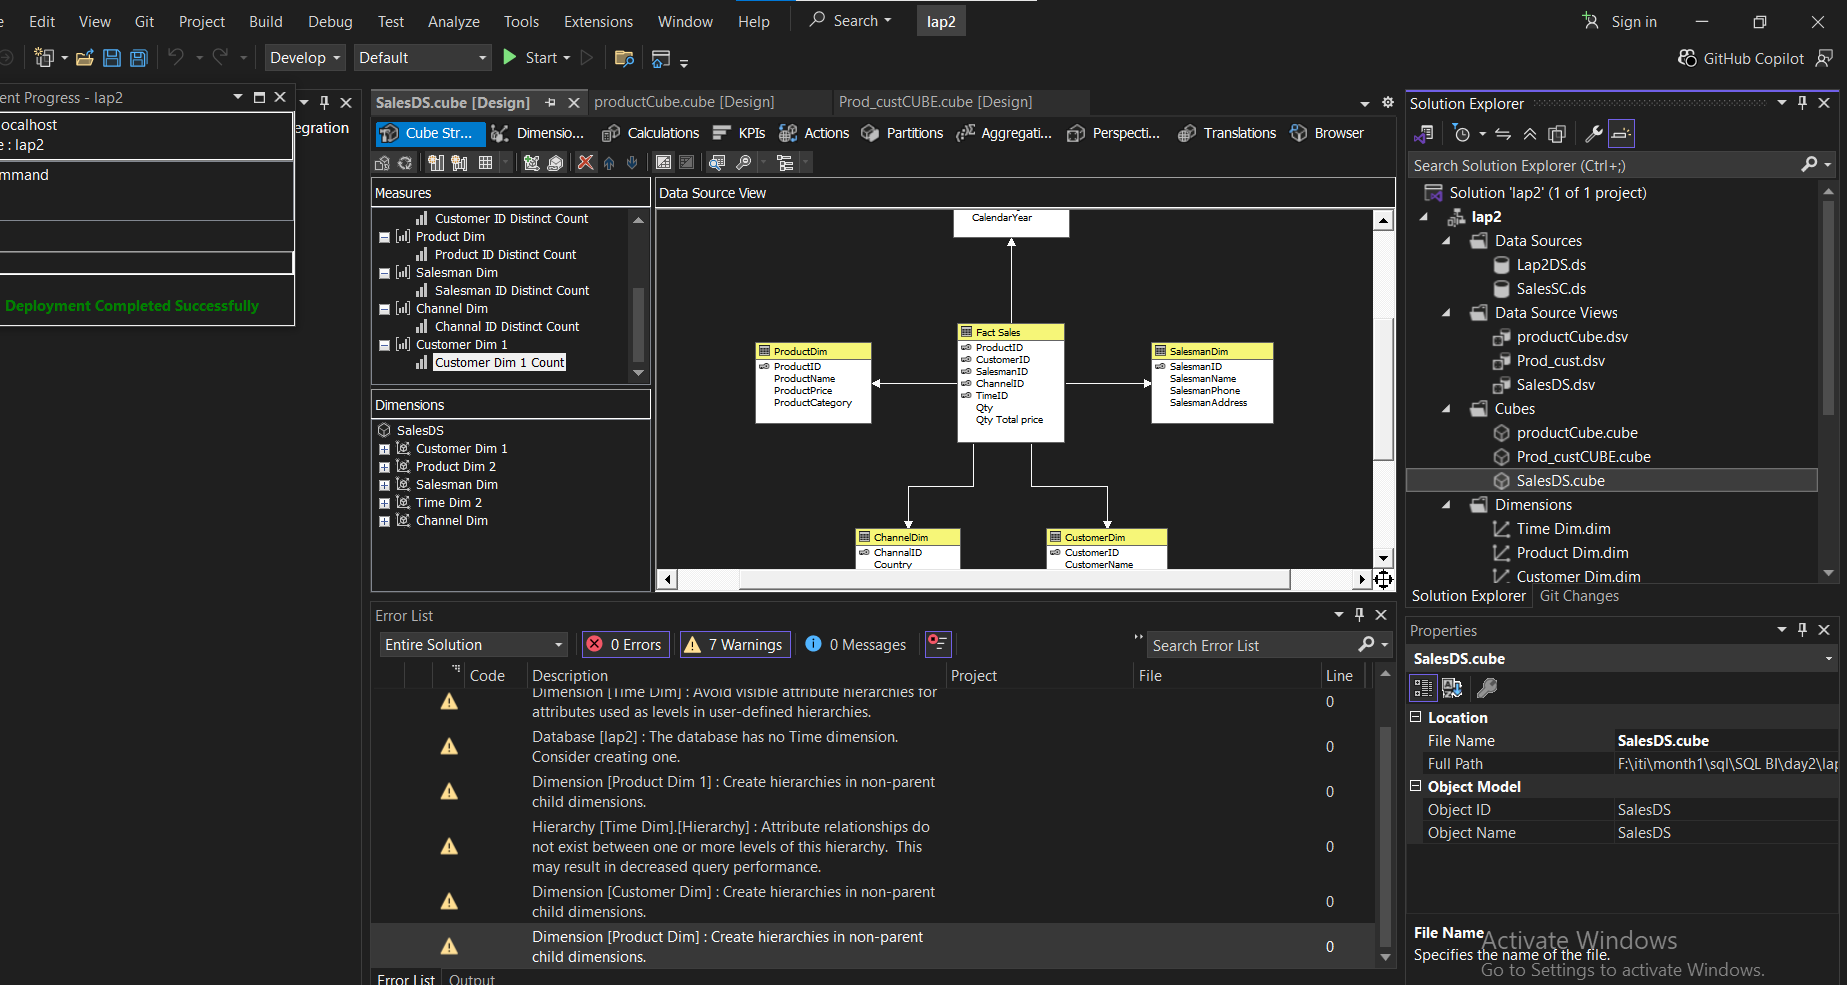 Edit View Git Project Build Debug Test Analyze Tools Extensions Window Help Search lap2 Sign in
Develop Default Start GitHub Copilot
ent Progress - lap2
ocalhost
e : lap2
mmand
Deployment Completed Successfully
egration
SalesDS.cube [Design] productCube.cube [Design] Prod_custCUBE.cube [Design]
Cube Str... Dimensio... Calculations KPIs Actions Partitions Aggregati... Perspecti... Translations Browser
Measures
Customer ID Distinct Count
Product Dim
Product ID Distinct Count
Salesman Dim
Salesman ID Distinct Count
Channel Dim
Channal ID Distinct Count
Customer Dim 1
Customer Dim 1 Count
Dimensions
SalesDS
Customer Dim 1
Product Dim 2
Salesman Dim
Time Dim 2
Channel Dim
Data Source View
CalendarYear
Fact Sales
ProductID
CustomerID
SalesmanID
ChannelID
TimeID
Qty
Qty Total price
ProductDim
ProductID
ProductName
ProductPrice
ProductCategory
SalesmanDim
SalesmanID
SalesmanName
SalesmanPhone
SalesmanAddress
ChannelDim
ChannalID
Country
CustomerDim
CustomerID
CustomerName
Error List
Entire Solution 0 Errors 7 Warnings 0 Messages Search Error List
Code Description Project File Line
Dimension [Time Dim] : Avoid visible attribute hierarchies for
attributes used as levels in user-defined hierarchies. 0
Database [lap2] : The database has no Time dimension.
Consider creating one. 0
Dimension [Product Dim 1] : Create hierarchies in non-parent
child dimensions. 0
Hierarchy [Time Dim].[Hierarchy] : Attribute relationships do
not exist between one or more levels of this hierarchy. This 0
may result in decreased query performance.
Dimension [Customer Dim] : Create hierarchies in non-parent
child dimensions. 0
Dimension [Product Dim] : Create hierarchies in non-parent
child dimensions. 0
Error List Output
Solution Explorer
Search Solution Explorer (Ctrl+;)
Solution 'lap2' (1 of 1 project)
lap2
Data Sources
Lap2DS.ds
SalesSC.ds
Data Source Views
productCube.dsv
Prod_cust.dsv
SalesDS.dsv
Cubes
productCube.cube
Prod_custCUBE.cube
SalesDS.cube
Dimensions
Time Dim.dim
Product Dim.dim
Customer Dim.dim
Solution Explorer Git Changes
Properties
SalesDS.cube
Location
File Name SalesDS.cube
Full Path F:\iti\month1\sql\SQL BI\day2\lap
Object Model
Object ID SalesDS
Object Name SalesDS
File Name
Specifies the name of the file.
Activate Windows
Go to Settings to activate Windows.